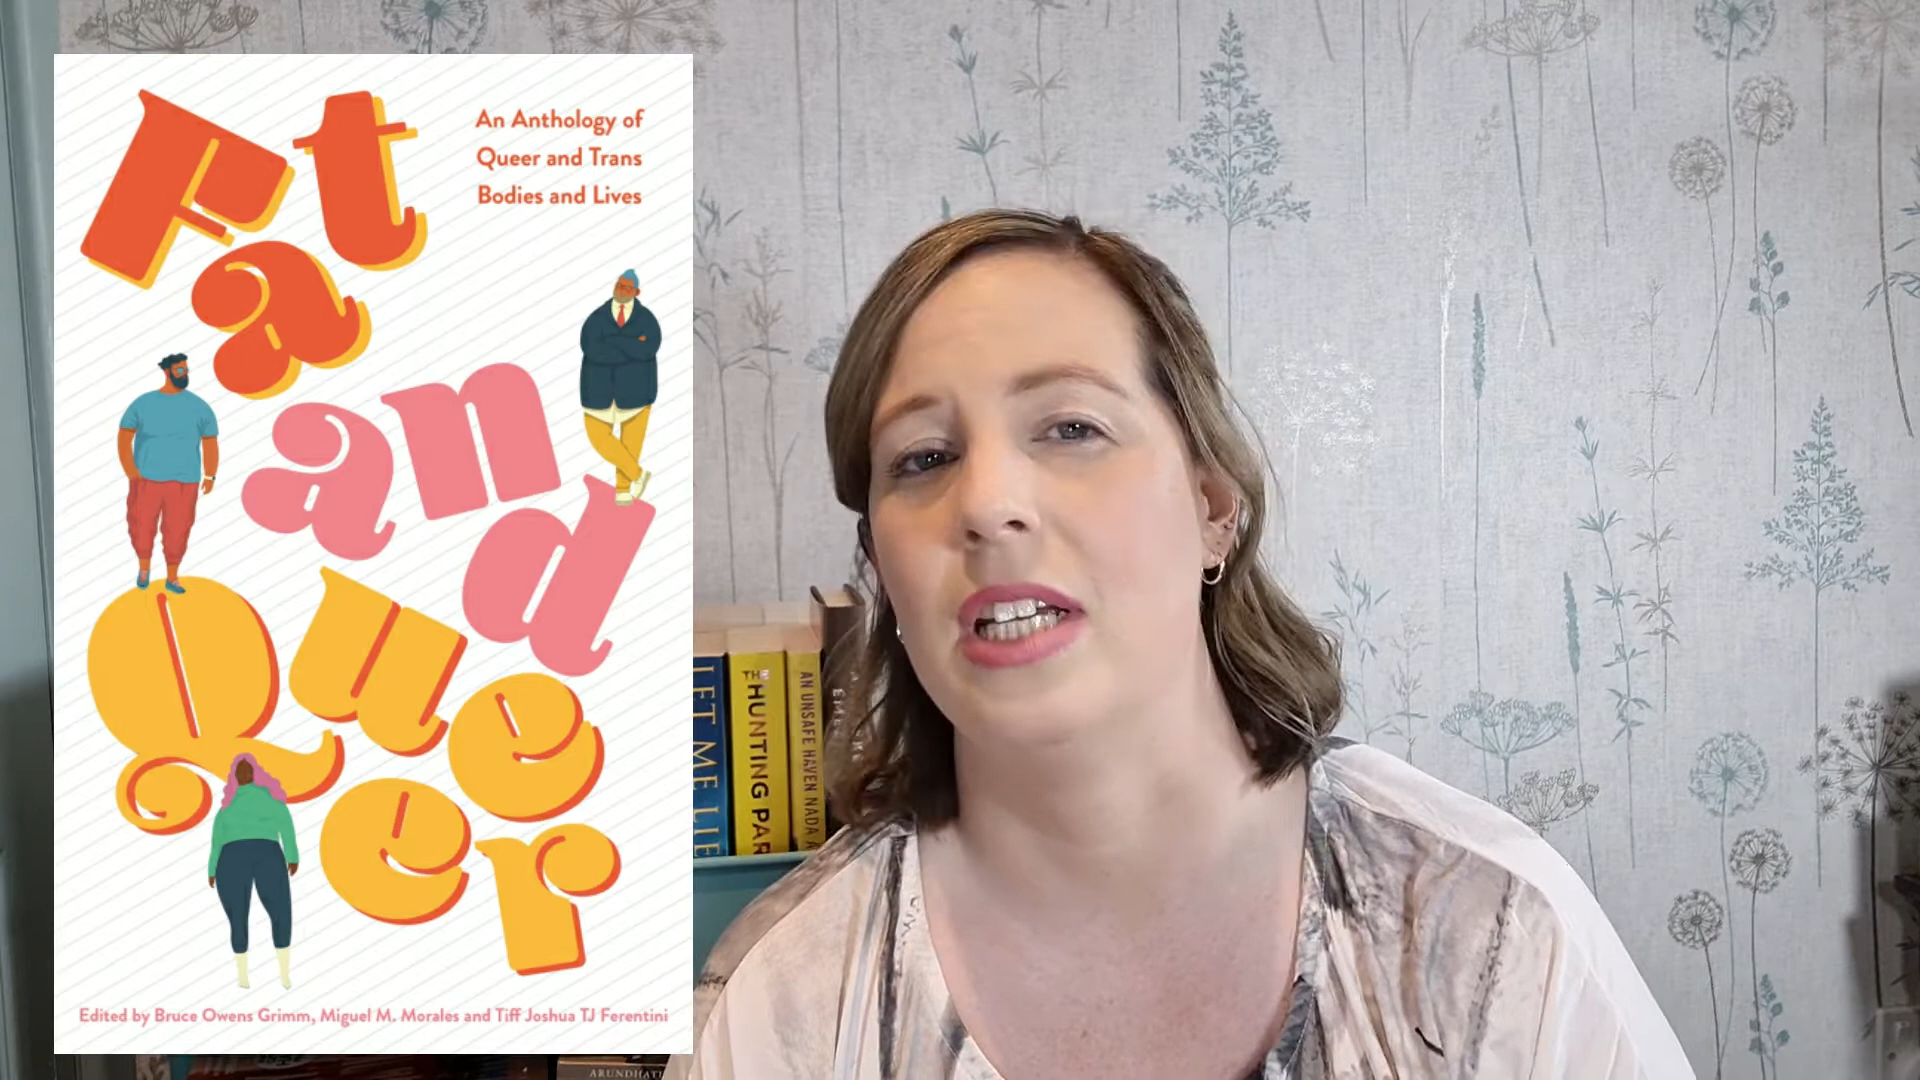 Fat
An Anthology of
Queer and Trans
Bodies and Lives
and
Queer
Edited by Bruce Owens Grimm, Miguel M. Morales and Tiff Joshua TJ Ferentini
LET ME LIE
THE HUNTING PAR
AN UNSAFE HAVEN NADA A
ARUNDHATI